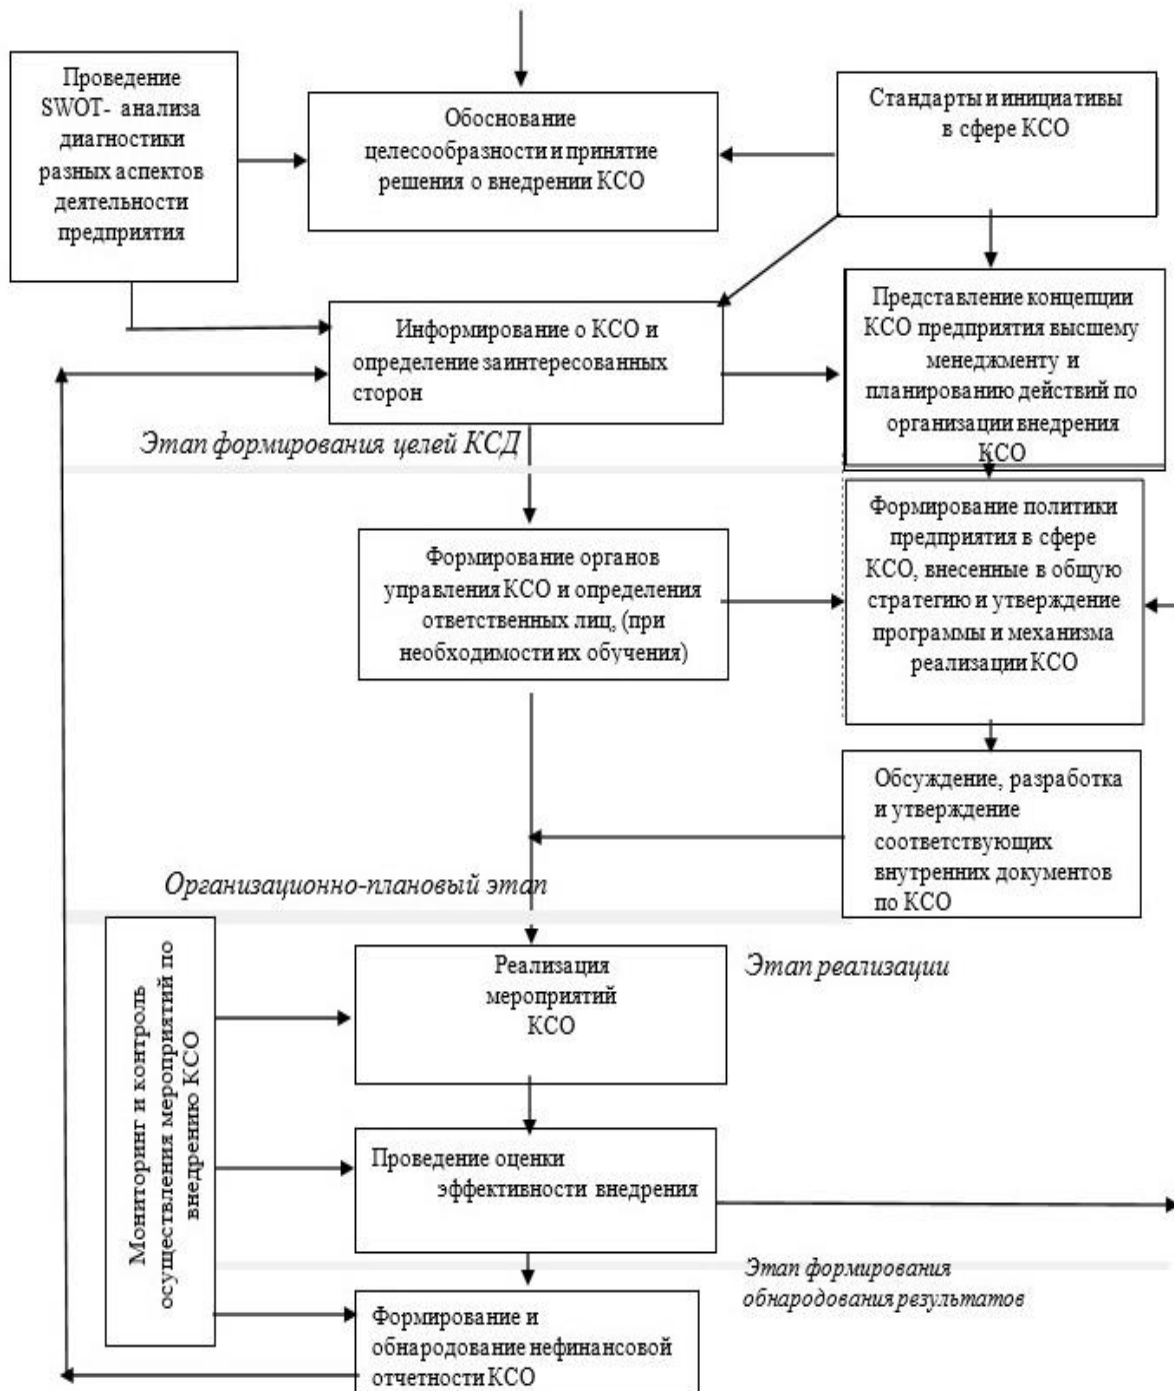 Проведение
SWOT- анализа
диагностики
разных аспектов
деятельности
предприятия
Обоснование
целесообразности и принятие
решения о внедрении КСО
Стандарты и инициативы
в сфере КСО
Информирование о КСО и
определение заинтересованных
сторон
Представление концепции
КСО предприятия высшему
менеджменту и
планированию действий по
организации внедрения
КСО
Этап формирования целей КСД
Формирование органов
управления КСО и определения
ответственных лиц, (при
необходимости их обучения)
Формирование политики
предприятия в сфере
КСО, внесенные в общую
стратегию и утверждение
программы и механизма
реализации КСО
Обсуждение, разработка
и утверждение
соответствующих
внутренних документов
по КСО
Организационно-плановый этап
Мониторинг и контроль
осуществления мероприятий по
внедрению КСО
Реализация
мероприятий
КСО
Этап реализации
Проведение оценки
эффективности внедрения
Этап формирования
обнародования результатов
Формирование и
обнародование нефинансовой
отчетности КСО